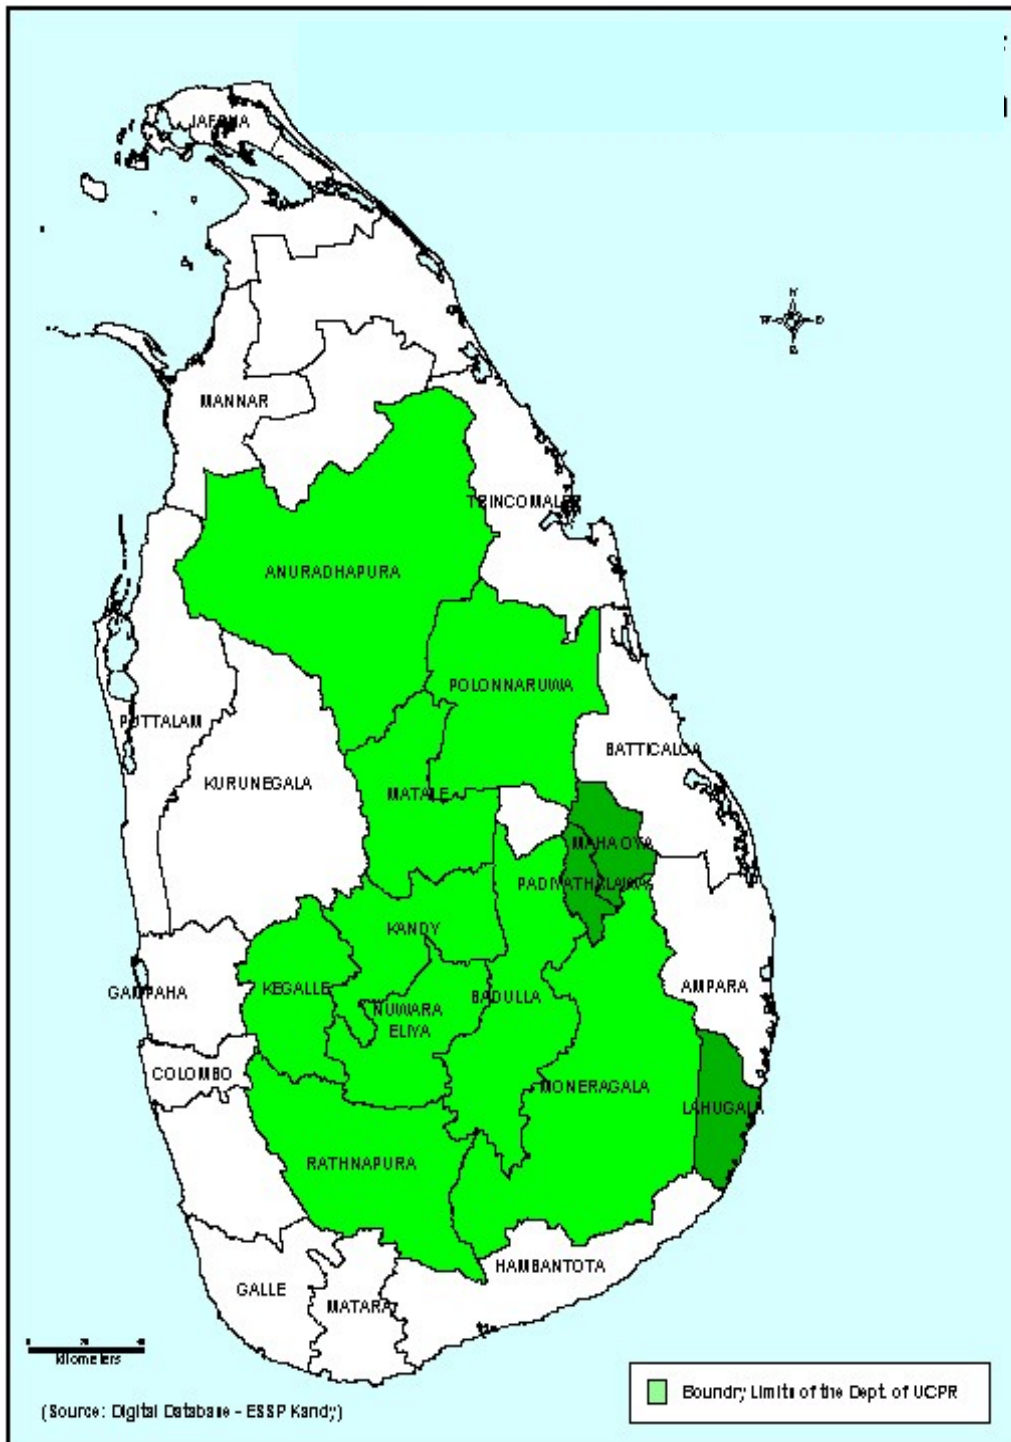 JAFFNA
N
W
MANNAR
TRINCOMALEE
ANURADHAPURA
POLONNARUWA
PUTTALAM
BATTICALOA
KURUNEGALA
MATALE
MAHAOYA
PADIYATHALAWA
KANDY
GAMPAHA
KEGALLE
BADULLA
AMPARA
NUWARA
ELIYA
COLOMBO
MONERAGALA
LAHUGALA
RATHNAPURA
HAMBANTOTA
GALLE
MATARA
kilometers
Boundry Limits of the Dept. of UCPR
(Source: Digital Database - ESSP Kandy)